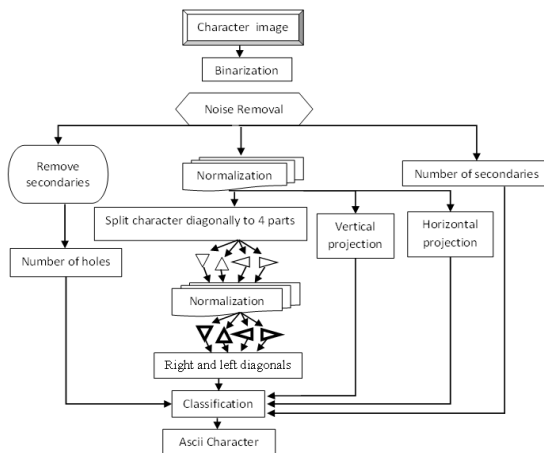 Character image
Binarization
Noise Removal
Remove
secondaries
Normalization
Number of secondaries
Split character diagonally to 4 parts
Vertical
projection
Horizontal
projection
Number of holes
Normalization
Right and left diagonals
Classification
Ascii Character